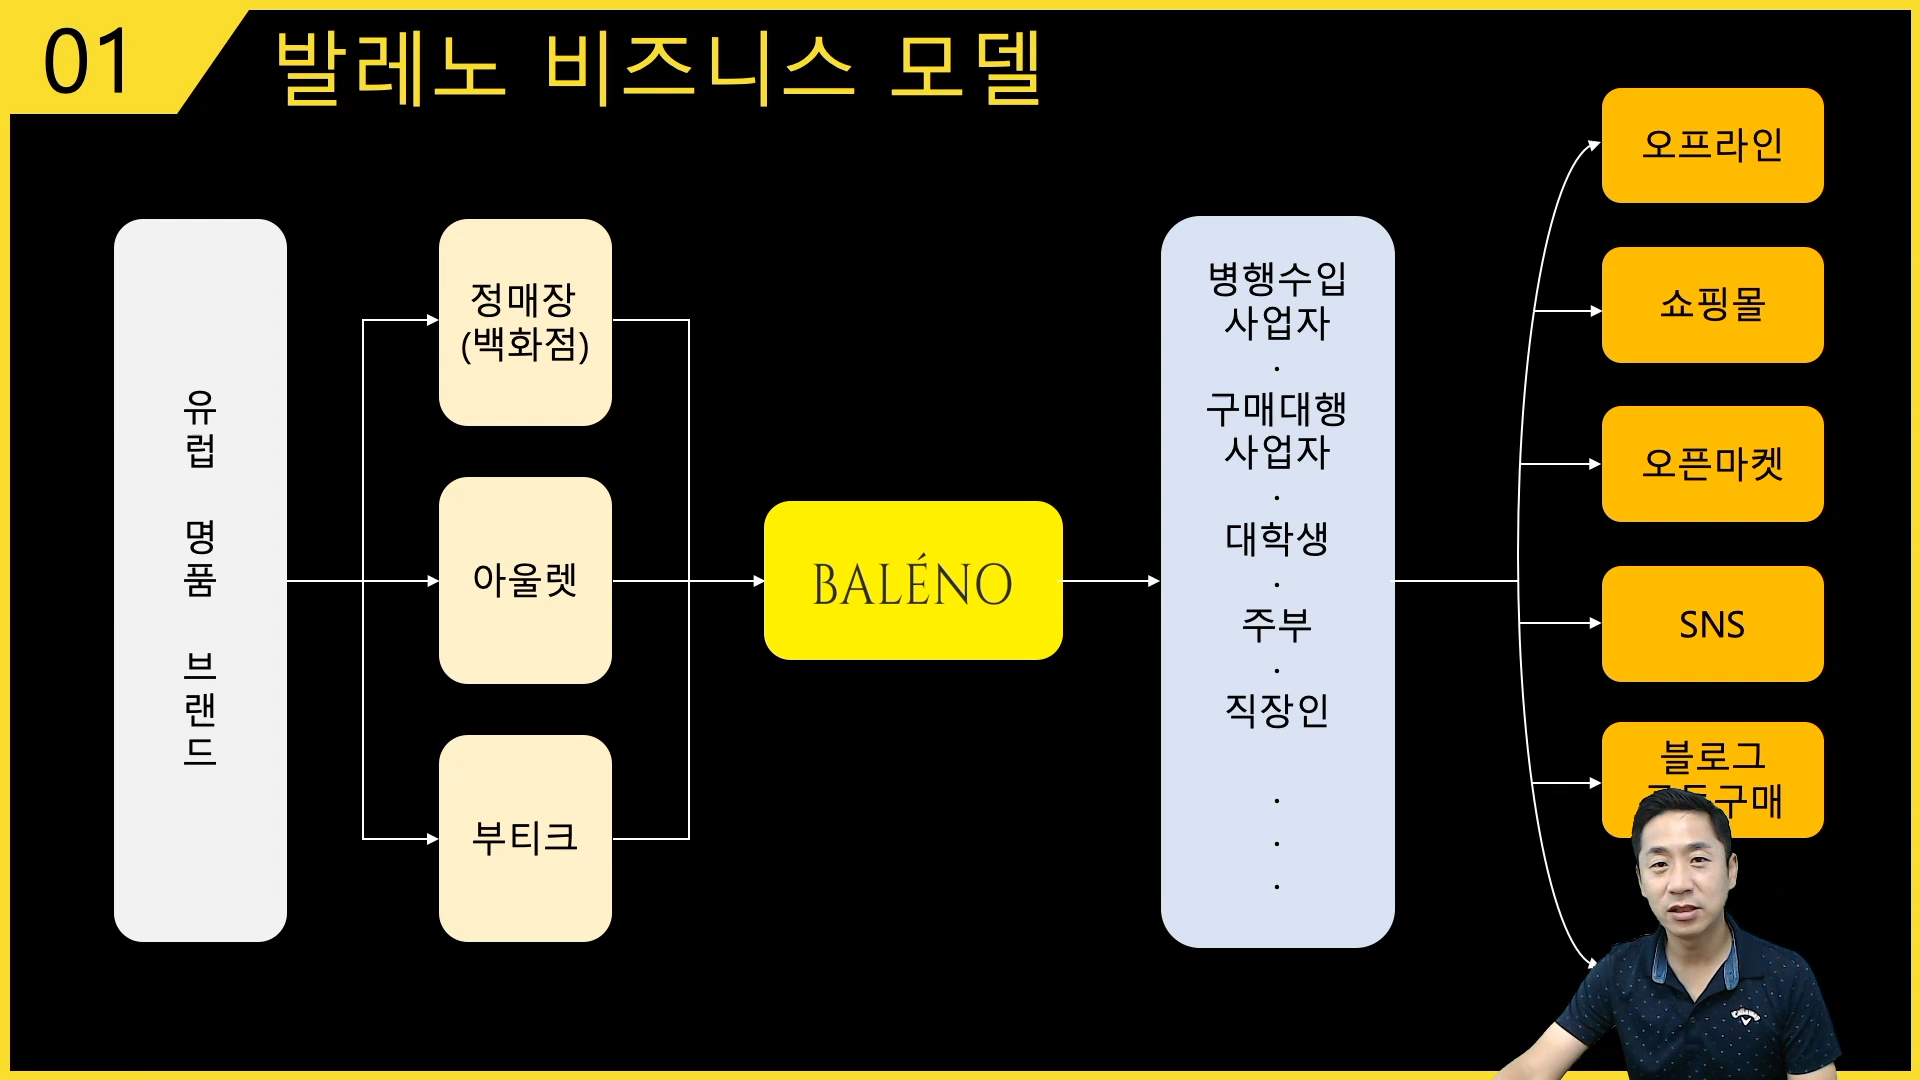 01
발레노 비즈니스 모델
유
럽
명
품
브
랜
드
정매장
(백화점)
아울렛
부티크
BALÉNO
병행수입
사업자
.
구매대행
사업자
.
대학생
.
주부
.
직장인
.
.
.
오프라인
쇼핑몰
오픈마켓
SNS
블로그